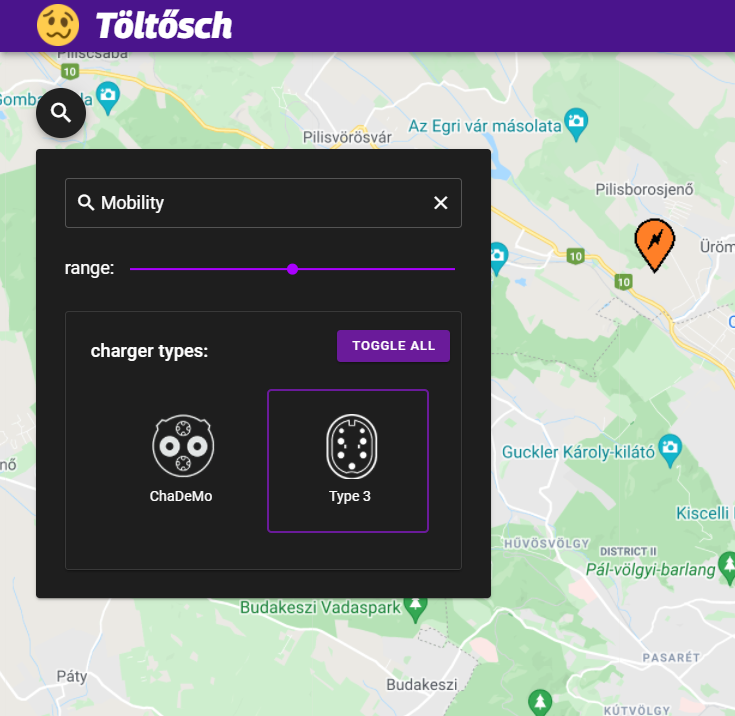 Töltősch
Piliscsaba
10
Pilisvörösvár
Az Egri vár másolata
Mobility
Pilisborosjenő
range:
10
10
charger types:
TOGGLE ALL
ChaDeMo
Type 3
Guckler Károly-kilátó
Kiscelli
HŰVÖSVÖLGY
DISTRICT II
Pál-völgyi-barlang
Budakeszi Vadaspark
PASARÉT
Páty
Budakeszi
KÚTVÖLGY